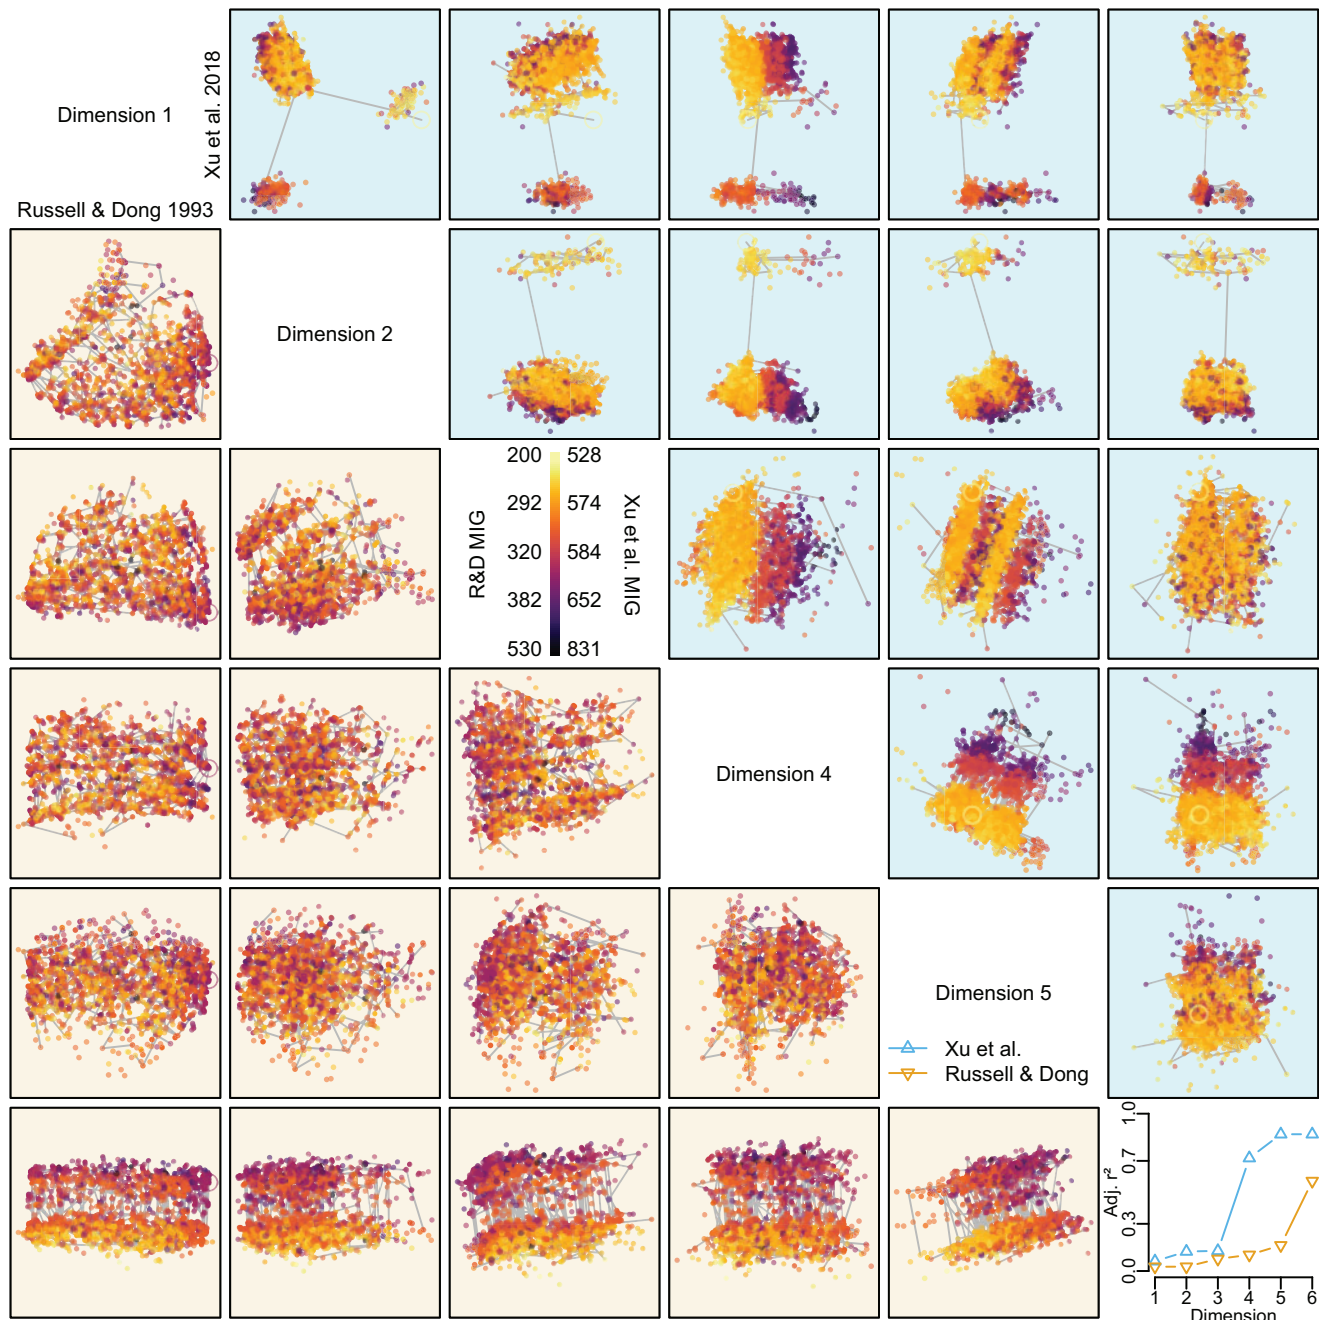 Dimension 1
Xu et al. 2018
Russell & Dong 1993
Dimension 2
R&D MIG
200 528
292 574
320 584
382 652
530 831
Xu et al. MIG
Dimension 4
Dimension 5
Xu et al.
Russell & Dong
Adj. r²
1.0
0.7
0.3
0.0
1 2 3 4 5 6
Dimension